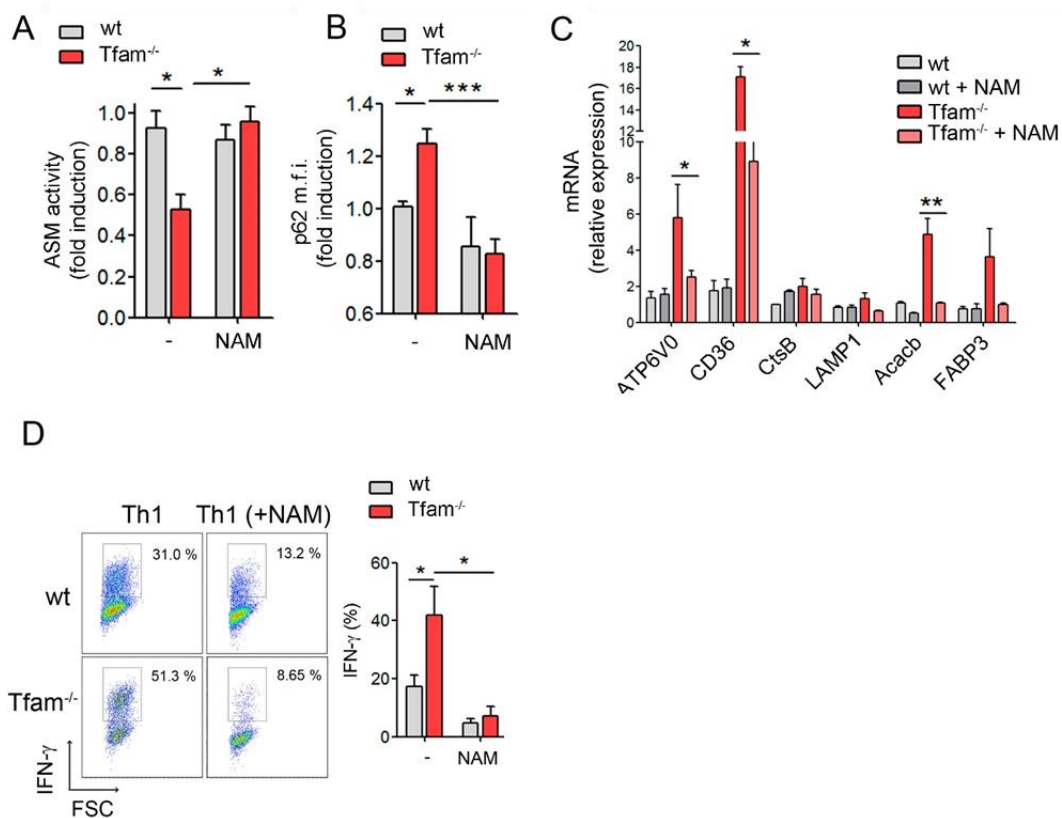 A
wt
Tfam-/-
*
*
ASM activity
(fold induction)
1.0
0.8
0.6
0.4
0.2
0.0
-
NAM
B
wt
Tfam-/-
*
***
p62 m.f.i.
(fold induction)
1.4
1.2
1.0
0.8
0.6
-
NAM
C
wt
wt + NAM
Tfam-/-
Tfam-/- + NAM
*
*
**
mRNA
(relative expression)
20
18
16
14
12
10
8
6
4
2
0
ATP6V0
CD36
CtsB
LAMP1
Acacb
FABP3
D
Th1
Th1 (+NAM)
wt
31.0 %
13.2 %
Tfam-/-
51.3 %
8.65 %
IFN-γ
FSC
wt
Tfam-/-
*
*
IFN-γ (%)
60
40
20
0
-
NAM